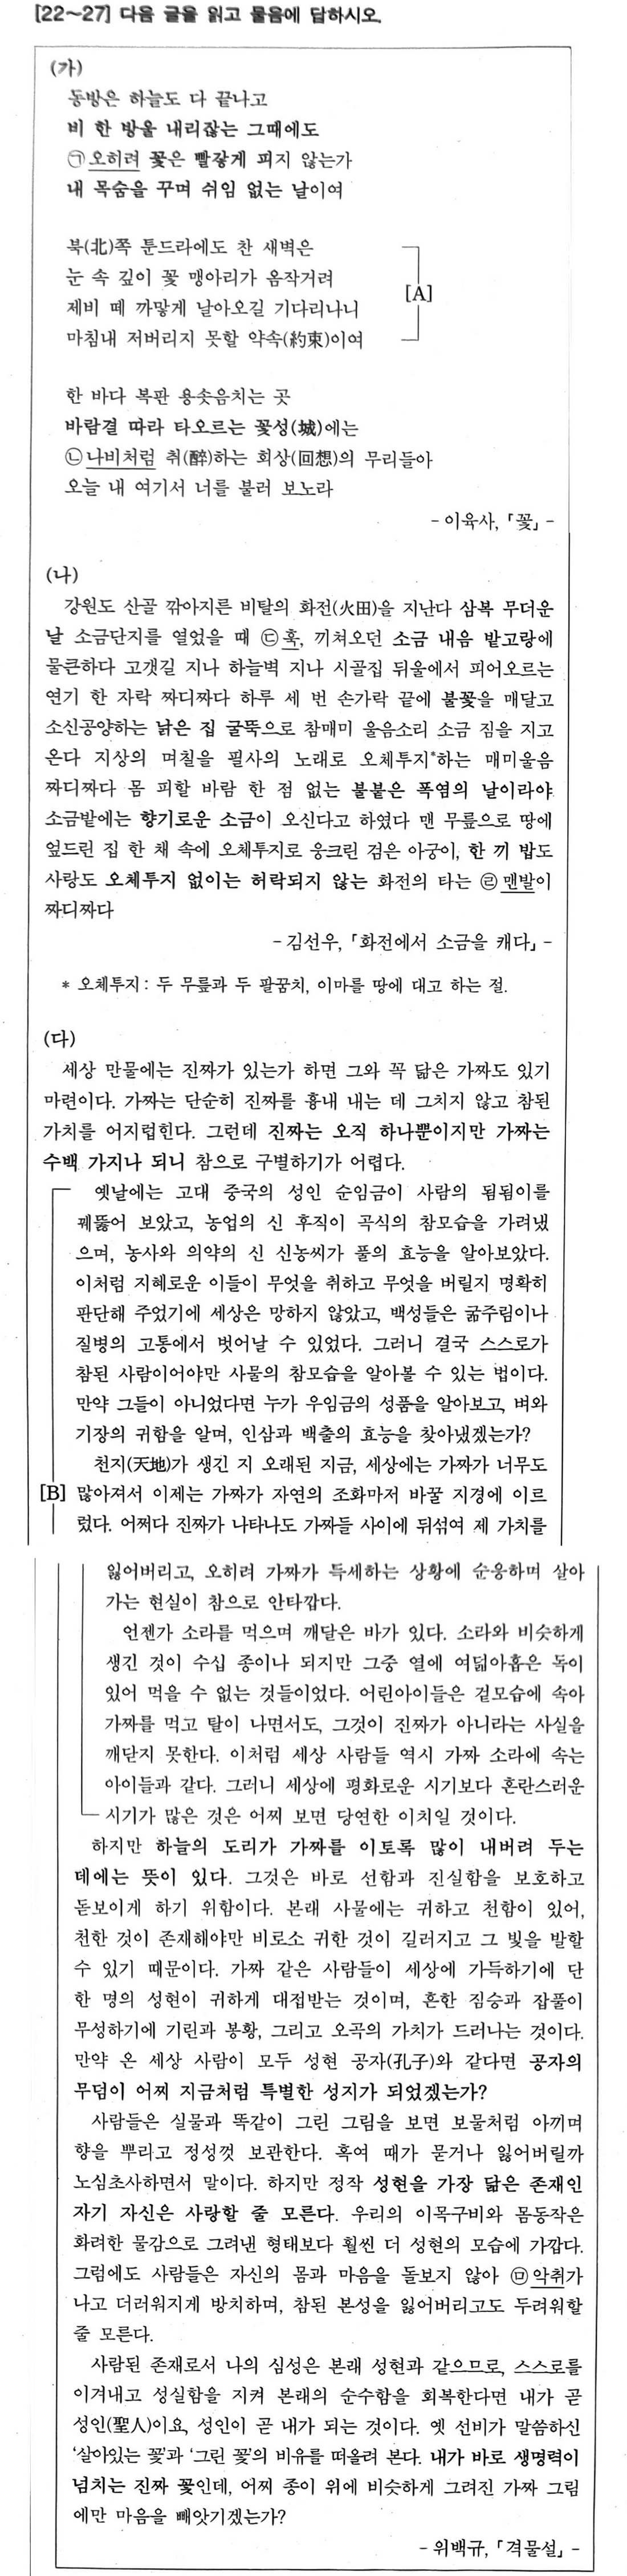 [22~27] 다음 글을 읽고 물음에 답하시오.
(가)
동방은 하늘도 다 끝나고
비 한 방울 내리잖는 그때에도
㉠오히려 꽃은 빨갛게 피지 않는가
내 목숨을 꾸며 쉬임 없는 날이여
북(北)쪽 툰드라에도 찬 새벽은
눈 속 깊이 꽃 맹아리가 옴작거려
제비 떼 까맣게 날아오길 기다리나니
마침내 저버리지 못할 약속(約束)이여
[A]
한 바다 복판 용솟음치는 곳
바람결 따라 타오르는 꽃성(城)에는
㉡나비처럼 취(醉)하는 회상(回想)의 무리들아
오늘 내 여기서 너를 불러 보노라
- 이육사, 「꽃」 -
(나)
강원도 산골 깎아지른 비탈의 화전(火田)을 지난다 삼복 무더운
날 소금단지를 열었을 때 ㉢훅, 끼쳐오던 소금 내음 밭고랑에
물큰하다 고갯길 지나 하늘벽 지나 시골집 뒤울에서 피어오르는
연기 한 자락 짜디짜다 하루 세 번 손가락 끝에 불꽃을 매달고
소신공양하는 낡은 집 굴뚝으로 참매미 울음소리 소금 짐을 지고
온다 지상의 며칠을 필사의 노래로 오체투지*하는 매미울음
짜디짜다 몸 피할 바람 한 점 없는 불붙은 폭염의 날이라야
소금밭에는 향기로운 소금이 오신다고 하였다 맨 무릎으로 땅에
엎드린 집 한 채 속에 오체투지로 웅크린 검은 아궁이, 한 끼 밥도
사랑도 오체투지 없이는 허락되지 않는 화전의 타는 ㉣맨발이
짜디짜다
- 김선우, 「화전에서 소금을 캐다」 -
* 오체투지 : 두 무릎과 두 팔꿈치, 이마를 땅에 대고 하는 절.
(다)
세상 만물에는 진짜가 있는가 하면 그와 꼭 닮은 가짜도 있기
마련이다. 가짜는 단순히 진짜를 흉내 내는 데 그치지 않고 참된
가치를 어지럽힌다. 그런데 진짜는 오직 하나뿐이지만 가짜는
수백 가지나 되니 참으로 구별하기가 어렵다.
옛날에는 고대 중국의 성인 순임금이 사람의 됨됨이를
꿰뚫어 보았고, 농업의 신 후직이 곡식의 참모습을 가려냈
으며, 농사와 의약의 신 신농씨가 풀의 효능을 알아보았다.
이처럼 지혜로운 이들이 무엇을 취하고 무엇을 버릴지 명확히
판단해 주었기에 세상은 망하지 않았고, 백성들은 굶주림이나
질병의 고통에서 벗어날 수 있었다. 그러니 결국 스스로가
참된 사람이어야만 사물의 참모습을 알아볼 수 있는 법이다.
만약 그들이 아니었다면 누가 우임금의 성품을 알아보고, 벼와
기장의 귀함을 알며, 인삼과 백출의 효능을 찾아냈겠는가?
천지(天地)가 생긴 지 오래된 지금, 세상에는 가짜가 너무도
[B] 많아져서 이제는 가짜가 자연의 조화마저 바꿀 지경에 이르
렀다. 어쩌다 진짜가 나타나도 가짜들 사이에 뒤섞여 제 가치를
잃어버리고, 오히려 가짜가 득세하는 상황에 순응하며 살아
가는 현실이 참으로 안타깝다.
언젠가 소라를 먹으며 깨달은 바가 있다. 소라와 비슷하게
생긴 것이 수십 종이나 되지만 그중 열에 여덟아홉은 독이
있어 먹을 수 없는 것들이었다. 어린아이들은 겉모습에 속아
가짜를 먹고 탈이 나면서도, 그것이 진짜가 아니라는 사실을
깨닫지 못한다. 이처럼 세상 사람들 역시 가짜 소라에 속는
아이들과 같다. 그러니 세상에 평화로운 시기보다 혼란스러운
시기가 많은 것은 어찌 보면 당연한 이치일 것이다.
하지만 하늘의 도리가 가짜를 이토록 많이 내버려 두는
데에는 뜻이 있다. 그것은 바로 선함과 진실함을 보호하고
돋보이게 하기 위함이다. 본래 사물에는 귀하고 천함이 있어,
천한 것이 존재해야만 비로소 귀한 것이 길러지고 그 빛을 발할
수 있기 때문이다. 가짜 같은 사람들이 세상에 가득하기에 단
한 명의 성현이 귀하게 대접받는 것이며, 흔한 짐승과 잡풀이
무성하기에 기린과 봉황, 그리고 오곡의 가치가 드러나는 것이다.
만약 온 세상 사람이 모두 성현 공자(孔子)와 같다면 공자의
무덤이 어찌 지금처럼 특별한 성지가 되었겠는가?
사람들은 실물과 똑같이 그린 그림을 보면 보물처럼 아끼며
향을 뿌리고 정성껏 보관한다. 혹여 때가 묻거나 잃어버릴까
노심초사하면서 말이다. 하지만 정작 성현을 가장 닮은 존재인
자기 자신은 사랑할 줄 모른다. 우리의 이목구비와 몸동작은
화려한 물감으로 그려낸 형태보다 훨씬 더 성현의 모습에 가깝다.
그럼에도 사람들은 자신의 몸과 마음을 돌보지 않아 ㉤악취가
나고 더러워지게 방치하며, 참된 본성을 잃어버리고도 두려워할
줄 모른다.
사람된 존재로서 나의 심성은 본래 성현과 같으므로, 스스로를
이겨내고 성실함을 지켜 본래의 순수함을 회복한다면 내가 곧
성인(聖人)이요, 성인이 곧 내가 되는 것이다. 옛 선비가 말씀하신
‘살아있는 꽃’과 ‘그린 꽃’의 비유를 떠올려 본다. 내가 바로 생명력이
넘치는 진짜 꽃인데, 어찌 종이 위에 비슷하게 그려진 가짜 그림
에만 마음을 빼앗기겠는가?
- 위백규, 「격물설」 -